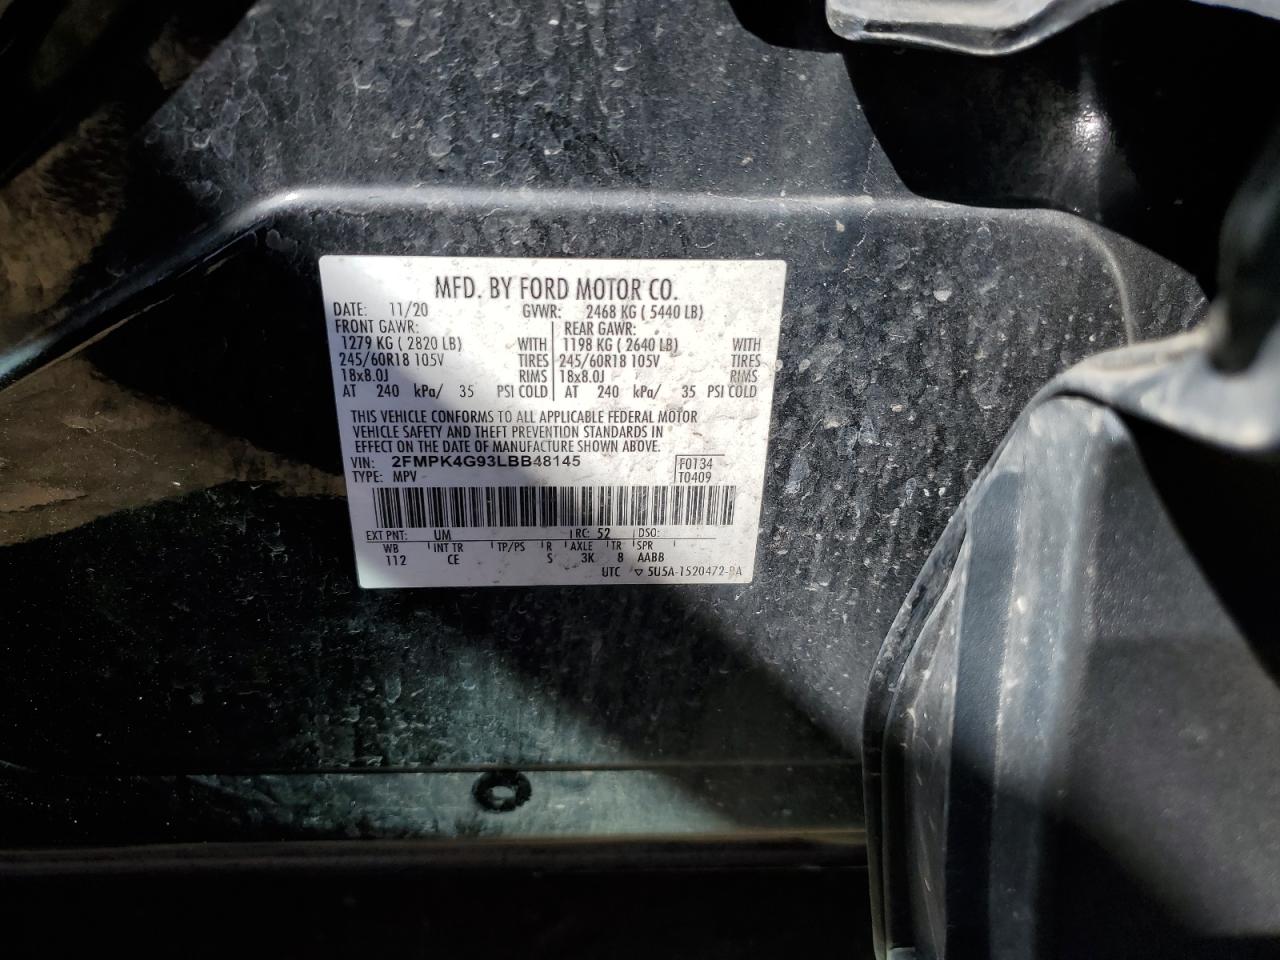 MFD. BY FORD MOTOR CO.
DATE: 11/20 GVWR: 2468 KG ( 5440 LB)
FRONT GAWR: REAR GAWR:
1279 KG ( 2820 LB) WITH 1198 KG ( 2640 LB) WITH
245/60R18 105V TIRES 245/60R18 105V TIRES
18x8.0J RIMS 18x8.0J RIMS
AT 240 kPa/ 35 PSI COLD AT 240 kPa/ 35 PSI COLD
THIS VEHICLE CONFORMS TO ALL APPLICABLE FEDERAL MOTOR
VEHICLE SAFETY AND THEFT PREVENTION STANDARDS IN
EFFECT ON THE DATE OF MANUFACTURE SHOWN ABOVE.
VIN: 2FMPK4G93LBB48145 F0134
TYPE: MPV T0409
EXT PNT: UM RC: 52 DSO:
WB INT TR TP/PS R AXLE TR SPR
112 CE S 3K 8 AABB
UTC ▽ 5U5A-1520472-BA